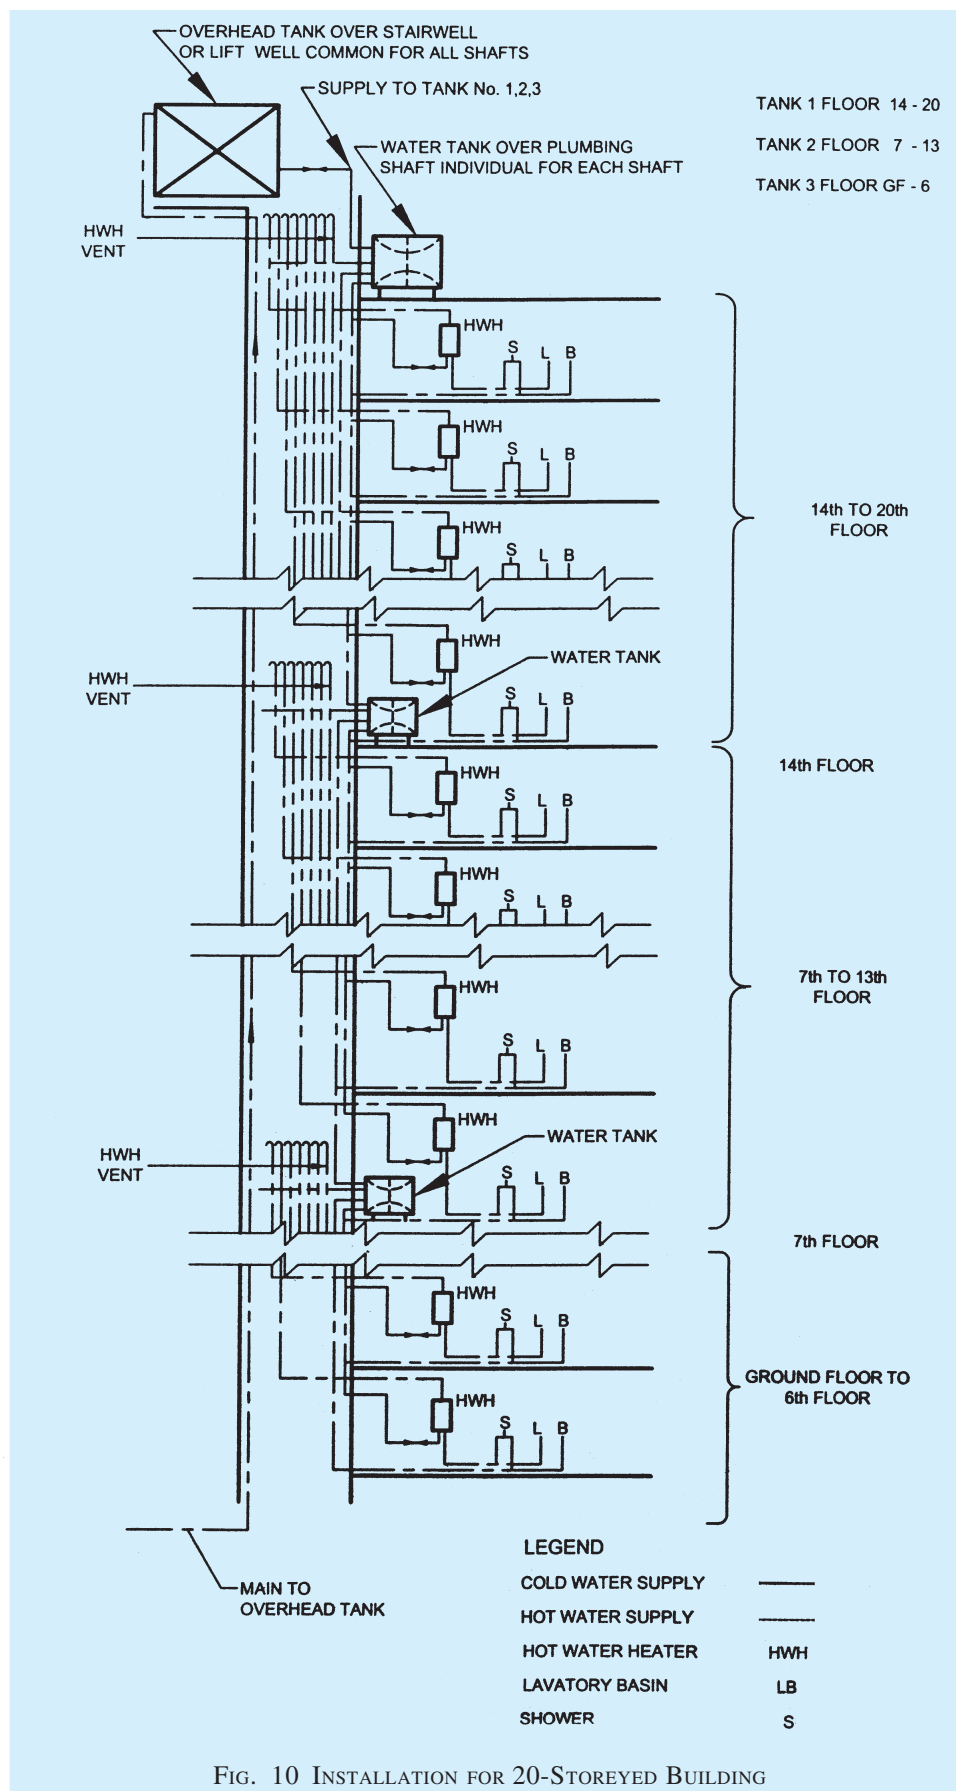 OVERHEAD TANK OVER STAIRWELL
OR LIFT WELL COMMON FOR ALL SHAFTS
SUPPLY TO TANK No. 1,2,3
TANK 1 FLOOR 14 - 20
WATER TANK OVER PLUMBING
SHAFT INDIVIDUAL FOR EACH SHAFT
TANK 2 FLOOR 7 - 13
TANK 3 FLOOR GF - 6
HWH
VENT
HWH
S L B
HWH
S L B
14th TO 20th
FLOOR
HWH
S L B
HWH
WATER TANK
HWH
VENT
S L B
14th FLOOR
HWH
S L B
HWH
S L B
7th TO 13th
FLOOR
HWH
S L B
HWH
WATER TANK
HWH
VENT
S L B
7th FLOOR
HWH
S L B
GROUND FLOOR TO
6th FLOOR
HWH
S L B
MAIN TO
OVERHEAD TANK
LEGEND
COLD WATER SUPPLY
HOT WATER SUPPLY
HOT WATER HEATER HWH
LAVATORY BASIN LB
SHOWER S
FIG. 10 INSTALLATION FOR 20-STOREYED BUILDING